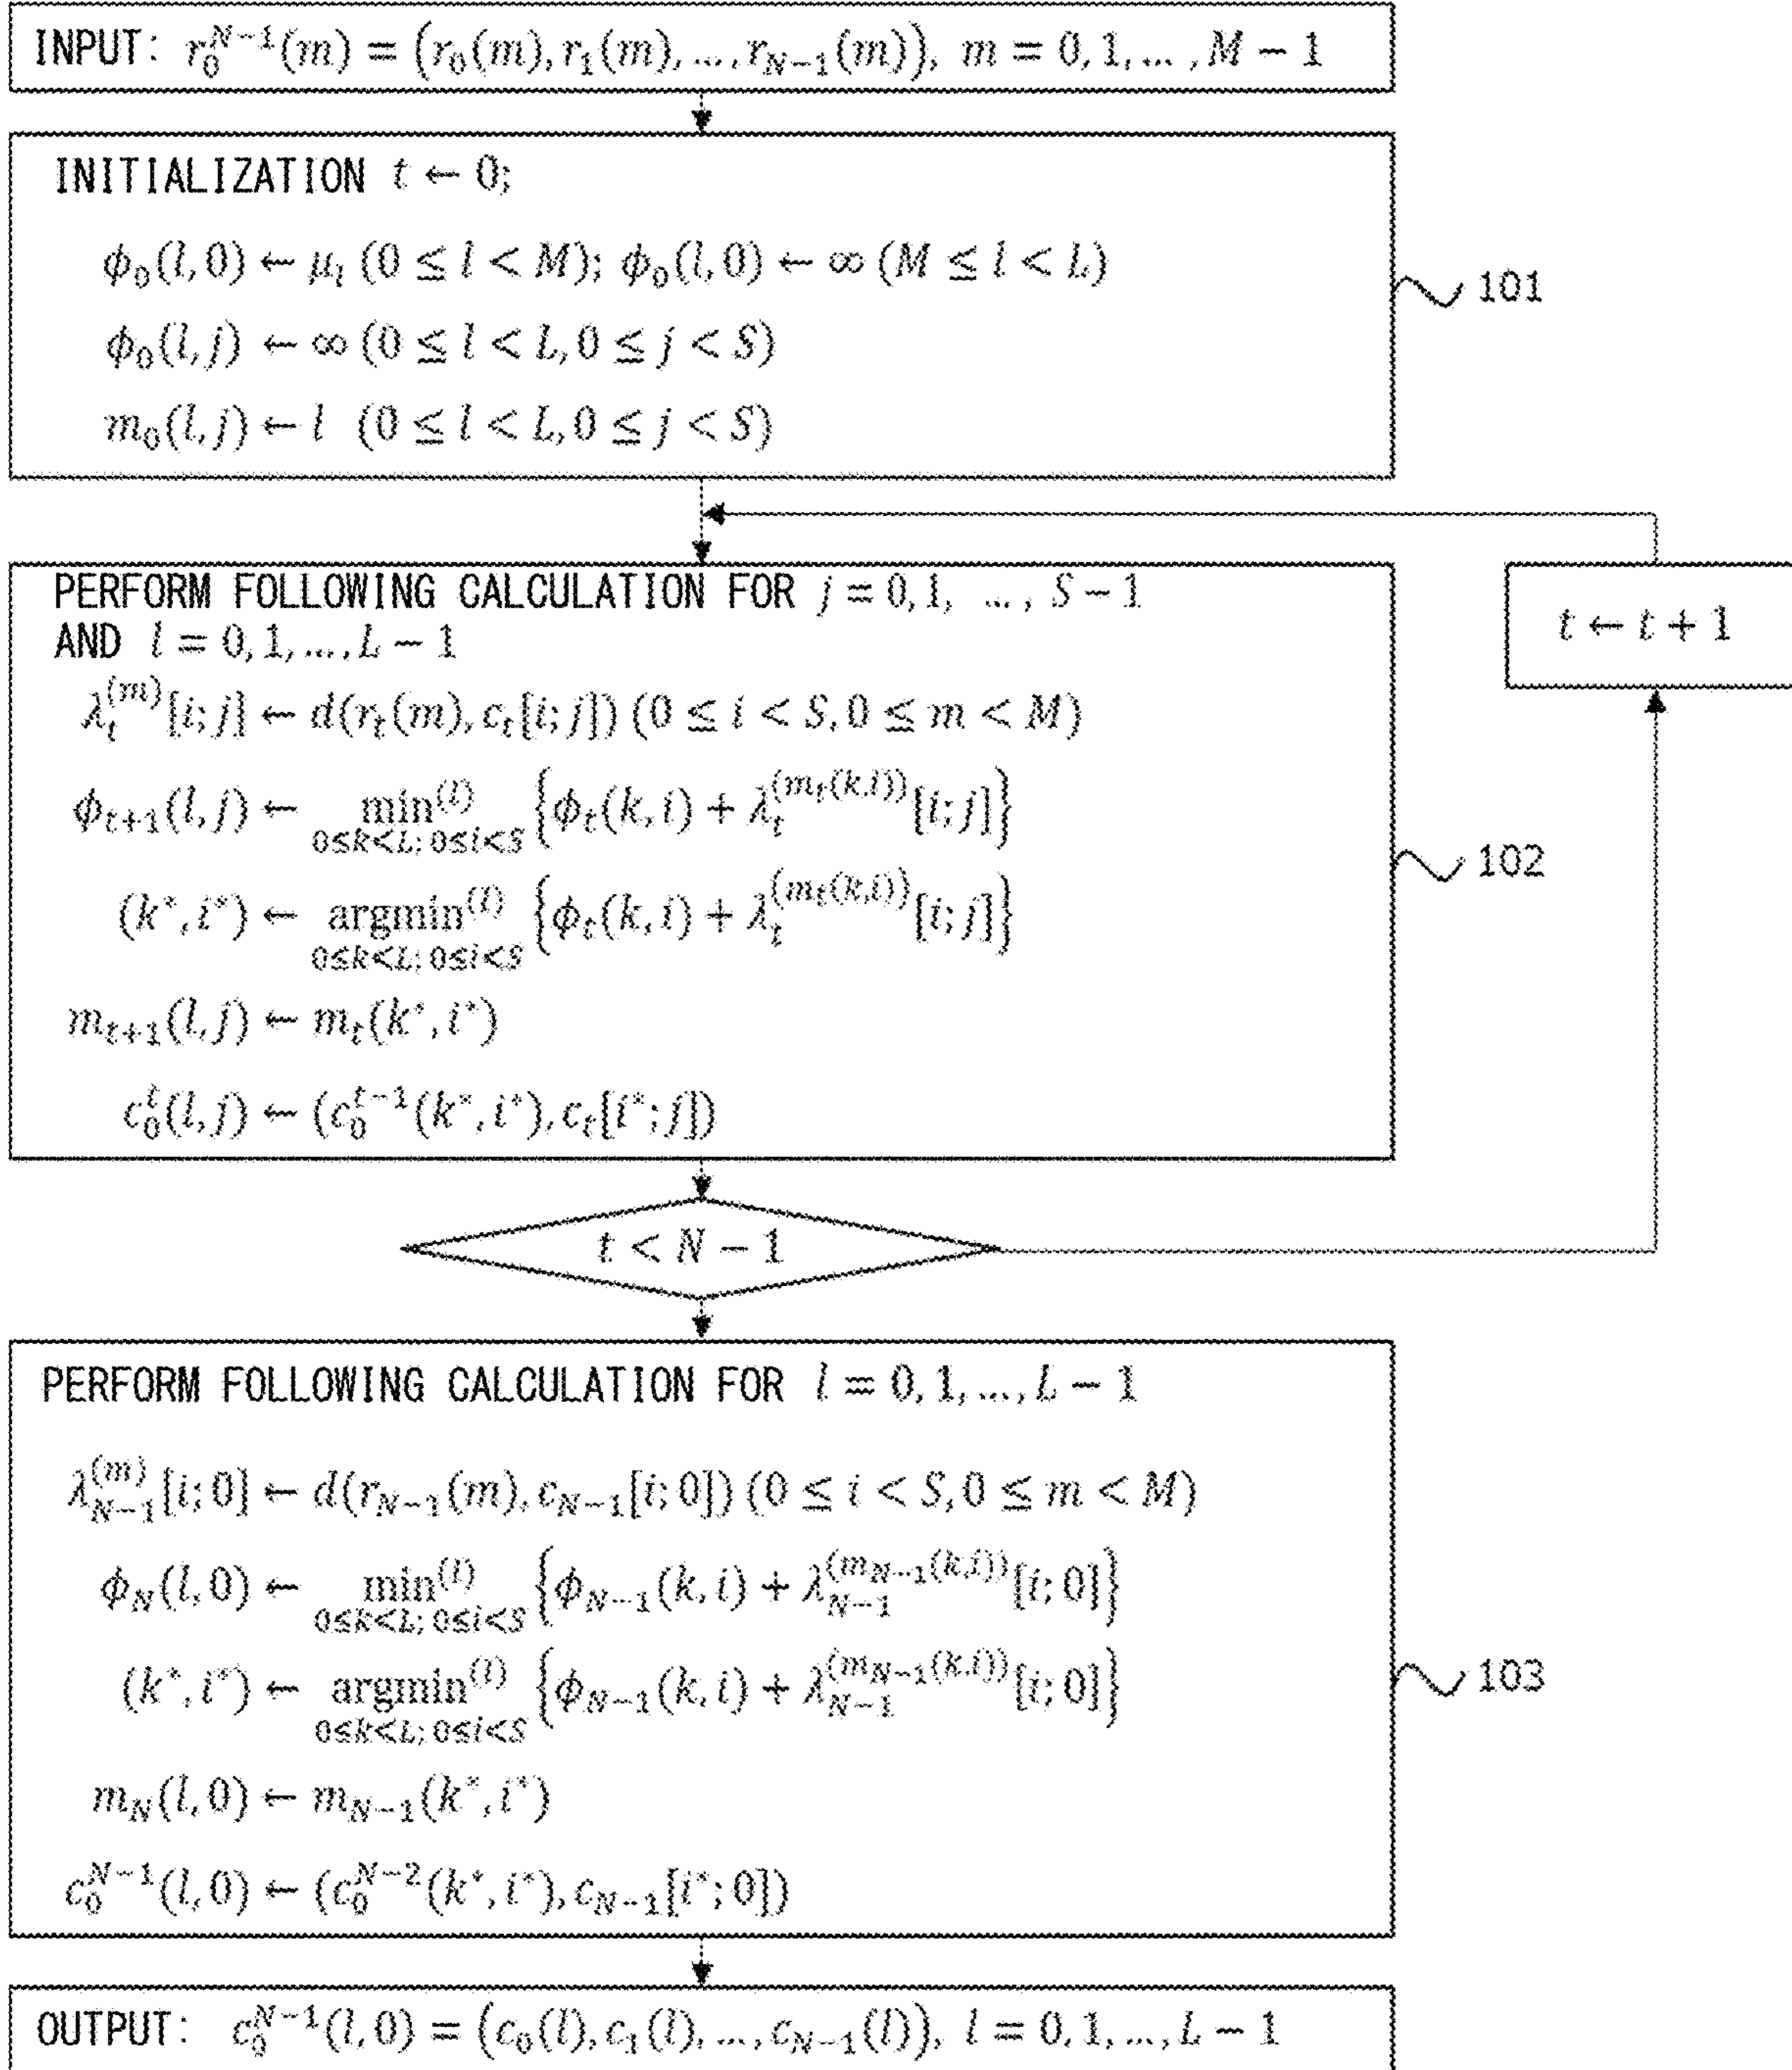 INPUT: r_0^{N-1}(m) = (r_0(m), r_1(m), ..., r_{N-1}(m)), m = 0, 1, ... , M − 1
INITIALIZATION t ← 0;
ϕ_0(l, 0) ← μ_l (0 ≦ l < M); ϕ_0(l, 0) ← ∞ (M ≦ l < L)
ϕ_0(l, j) ← ∞ (0 ≦ l < L, 0 ≦ j < S)
m_0(l, j) ← l (0 ≦ l < L, 0 ≦ j < S)
101
PERFORM FOLLOWING CALCULATION FOR j = 0, 1, ..., S − 1
AND l = 0, 1, ..., L − 1
t ← t + 1
λ_t^{(m)}[i; j] ← d(r_t(m), c_t[i; j]) (0 ≦ i < S, 0 ≦ m < M)
ϕ_{t+1}(l, j) ← min^{(l)}_{0≤k<L; 0≤i<S} {ϕ_t(k, i) + λ_t^{(m_t(k,i))}[i; j]}
(k*, i*) ← argmin^{(l)}_{0≤k<L; 0≤i<S} {ϕ_t(k, i) + λ_t^{(m_t(k,i))}[i; j]}
m_{t+1}(l, j) ← m_t(k*, i*)
c_0^t(l, j) ← (c_0^{t-1}(k*, i*), c_t[i*; j])
102
t < N − 1
PERFORM FOLLOWING CALCULATION FOR l = 0, 1, ..., L − 1
λ_{N-1}^{(m)}[i; 0] ← d(r_{N-1}(m), c_{N-1}[i; 0]) (0 ≦ i < S, 0 ≦ m < M)
ϕ_N(l, 0) ← min^{(l)}_{0≤k<L; 0≤i<S} {ϕ_{N-1}(k, i) + λ_{N-1}^{(m_{N-1}(k,i))}[i; 0]}
(k*, i*) ← argmin^{(l)}_{0≤k<L; 0≤i<S} {ϕ_{N-1}(k, i) + λ_{N-1}^{(m_{N-1}(k,i))}[i; 0]}
m_N(l, 0) ← m_{N-1}(k*, i*)
c_0^{N-1}(l, 0) ← (c_0^{N-2}(k*, i*), c_{N-1}[i*; 0])
103
OUTPUT: c_0^{N-1}(l, 0) = (c_0(l), c_1(l), ..., c_{N-1}(l)), l = 0, 1, ..., L − 1